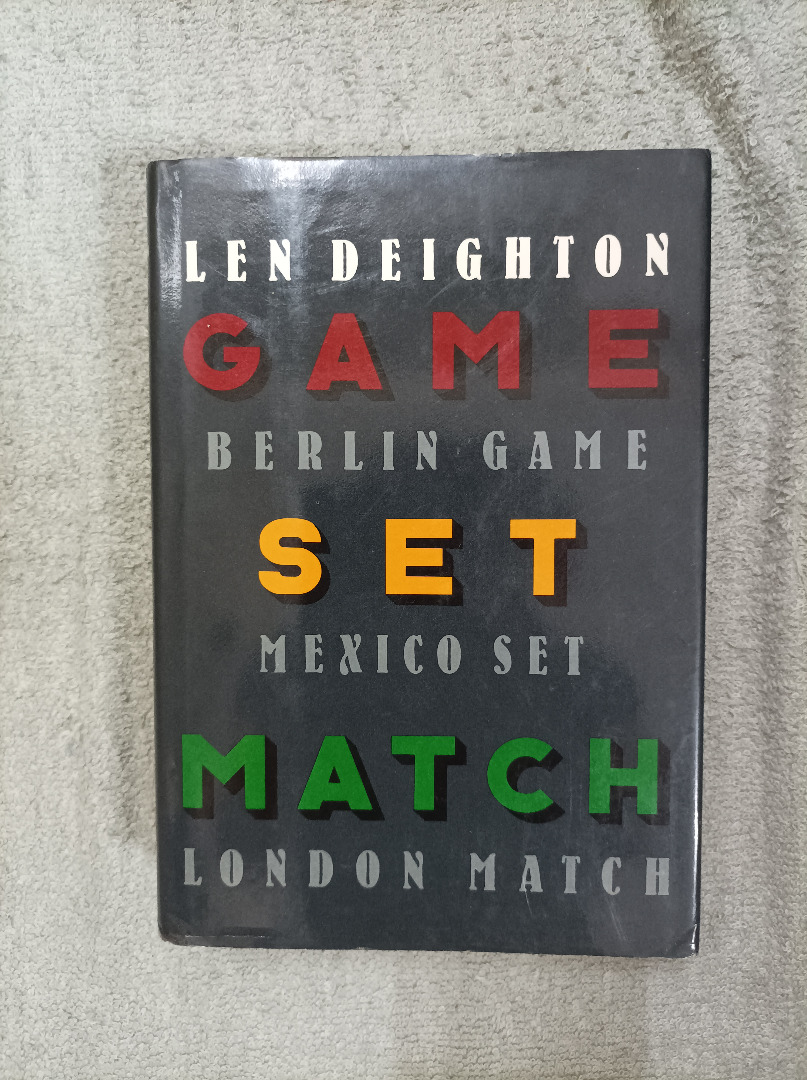 LEN DEIGHTON
GAME
BERLIN GAME
SET
MEXICO SET
MATCH
LONDON MATCH